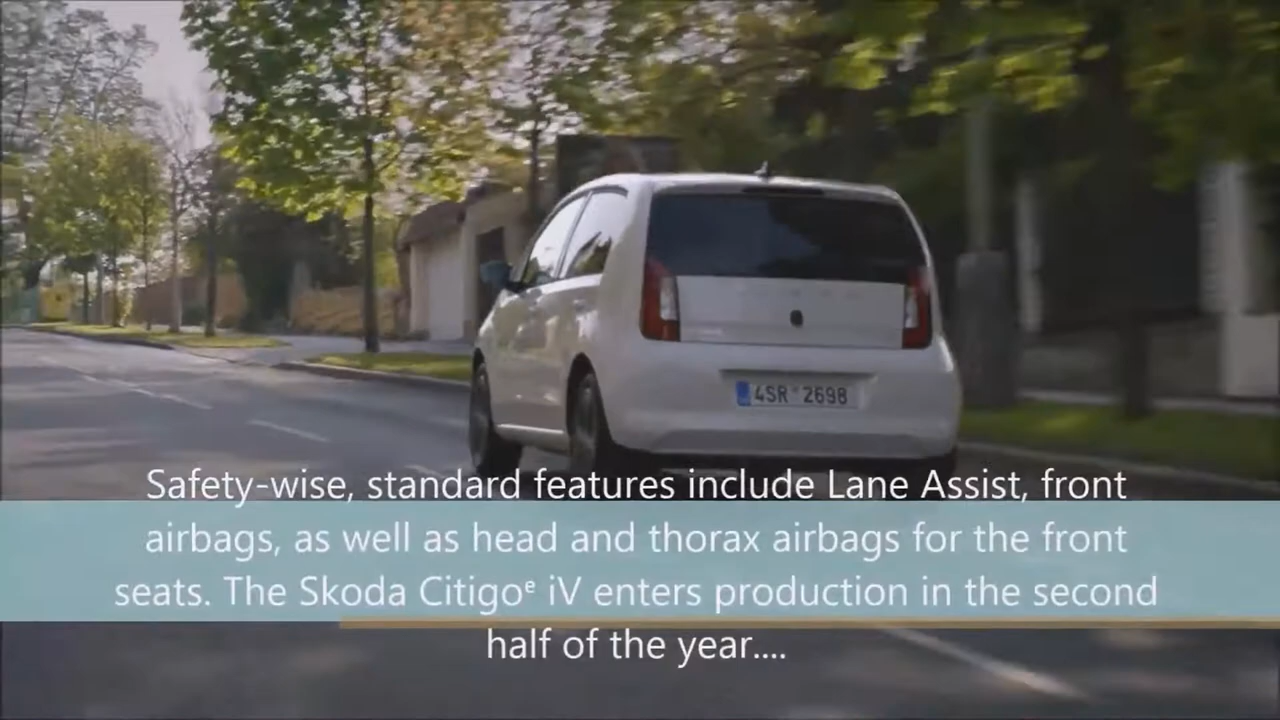 4SR 2698
Safety-wise, standard features include Lane Assist, front
airbags, as well as head and thorax airbags for the front
seats. The Skoda Citigoᵉ iV enters production in the second
half of the year....